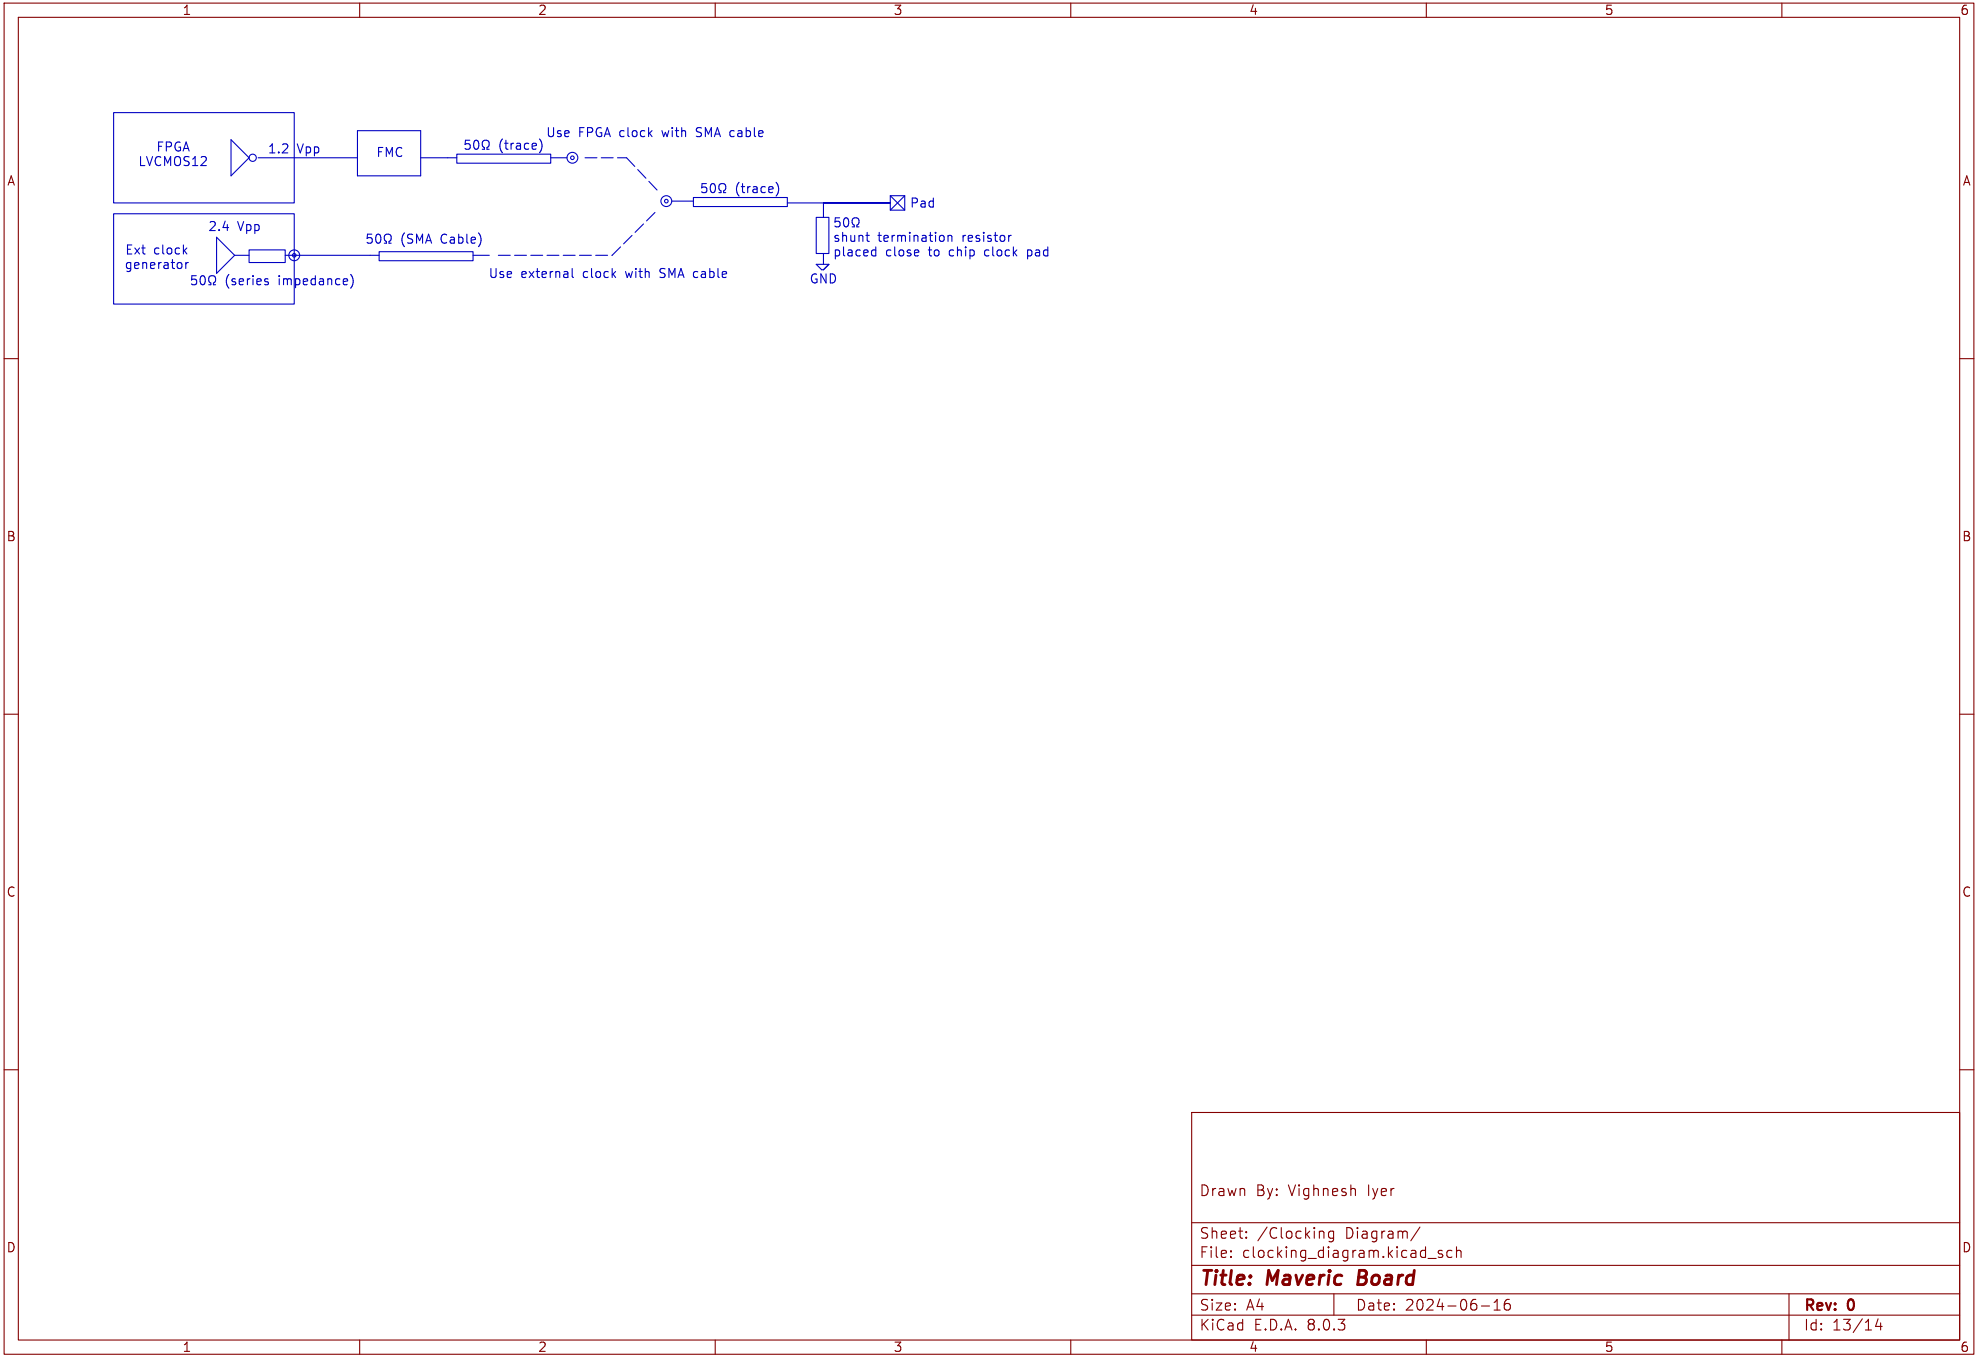 1 2 3 4 5 6
Use FPGA clock with SMA cable
FPGA
LVCMOS12
1.2 Vpp
FMC
50Ω (trace)
A
A
50Ω (trace)
Pad
2.4 Vpp
50Ω
shunt termination resistor
placed close to chip clock pad
GND
Ext clock
generator
50Ω (SMA Cable)
50Ω (series impedance)
Use external clock with SMA cable
B
B
C
C
D
D
Drawn By: Vighnesh Iyer
Sheet: /Clocking Diagram/
File: clocking_diagram.kicad_sch
Title: Maveric Board
Size: A4
Date: 2024-06-16
Rev: 0
KiCad E.D.A. 8.0.3
Id: 13/14
1 2 3 4 5 6